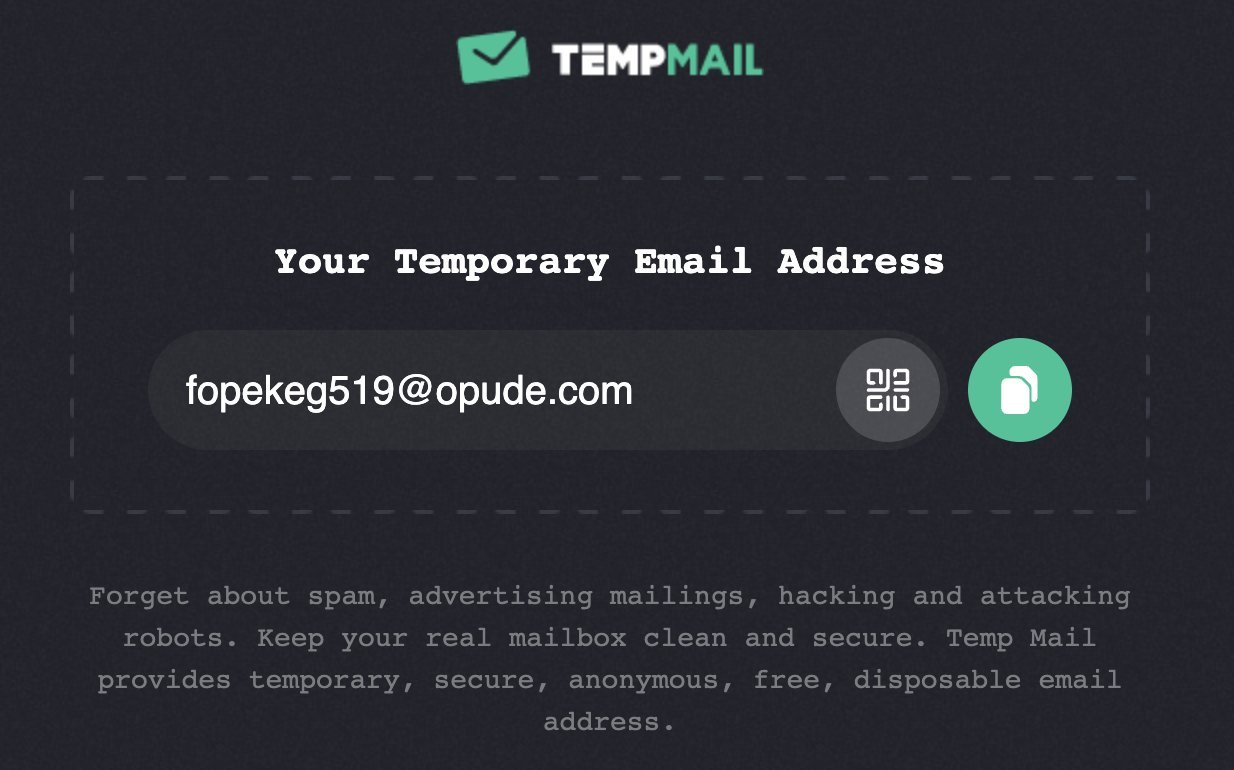 TEMPMAIL
Your Temporary Email Address
fopekeg519@opude.com
Forget about spam, advertising mailings, hacking and attacking
robots. Keep your real mailbox clean and secure. Temp Mail
provides temporary, secure, anonymous, free, disposable email
address.